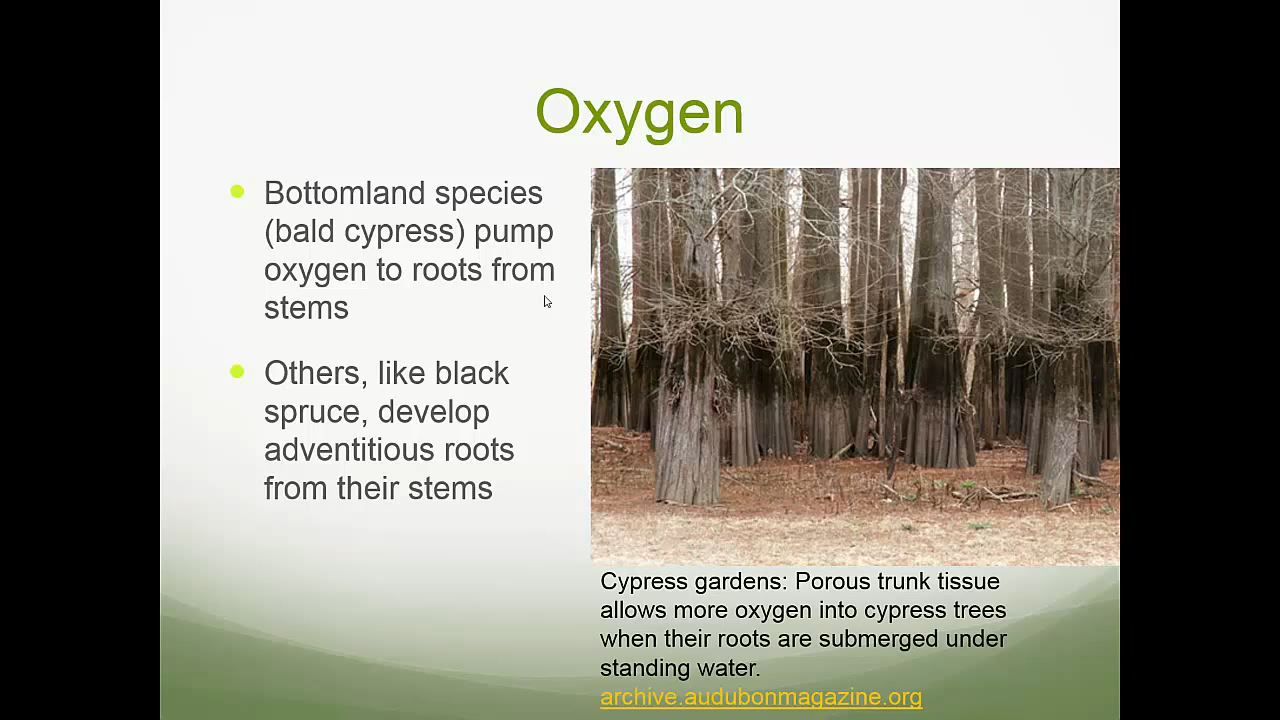 Oxygen
Bottomland species
(bald cypress) pump
oxygen to roots from
stems
Others, like black
spruce, develop
adventitious roots
from their stems
Cypress gardens: Porous trunk tissue
allows more oxygen into cypress trees
when their roots are submerged under
standing water.
archive.audubonmagazine.org